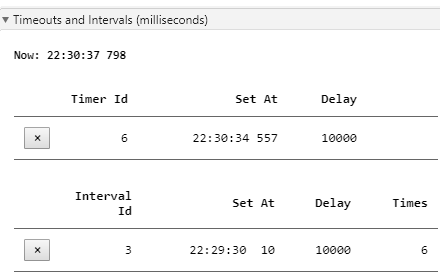 ▼ Timeouts and Intervals (milliseconds)
Now: 22:30:37 798
Timer Id Set At Delay
× 6 22:30:34 557 10000
Interval Id Set At Delay Times
× 3 22:29:30 10 10000 6